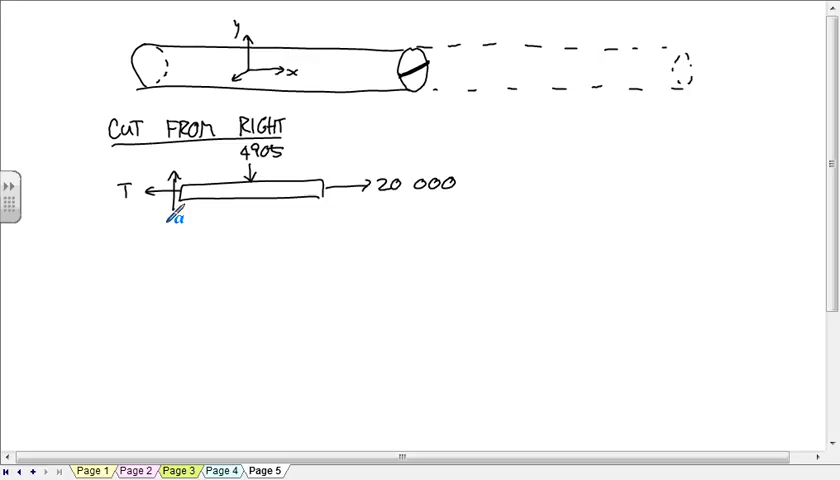 y
x
CUT FROM RIGHT
4905
T
20 000
a
Page 1 Page 2 Page 3 Page 4 Page 5